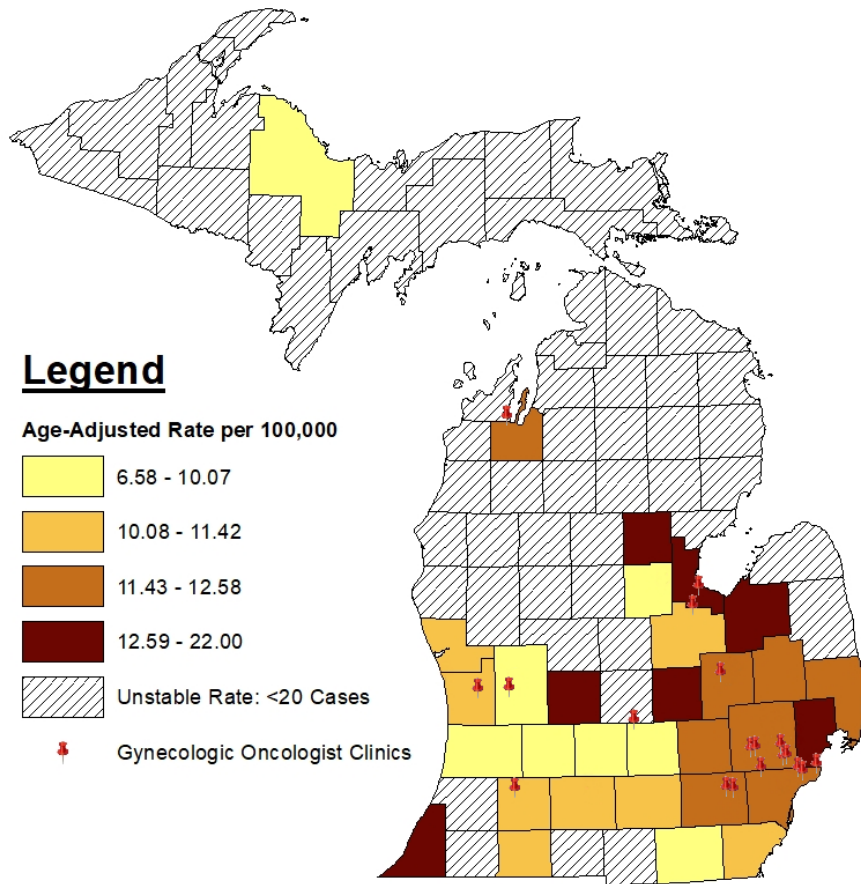 Legend
Age-Adjusted Rate per 100,000
6.58 - 10.07
10.08 - 11.42
11.43 - 12.58
12.59 - 22.00
Unstable Rate: <20 Cases
Gynecologic Oncologist Clinics